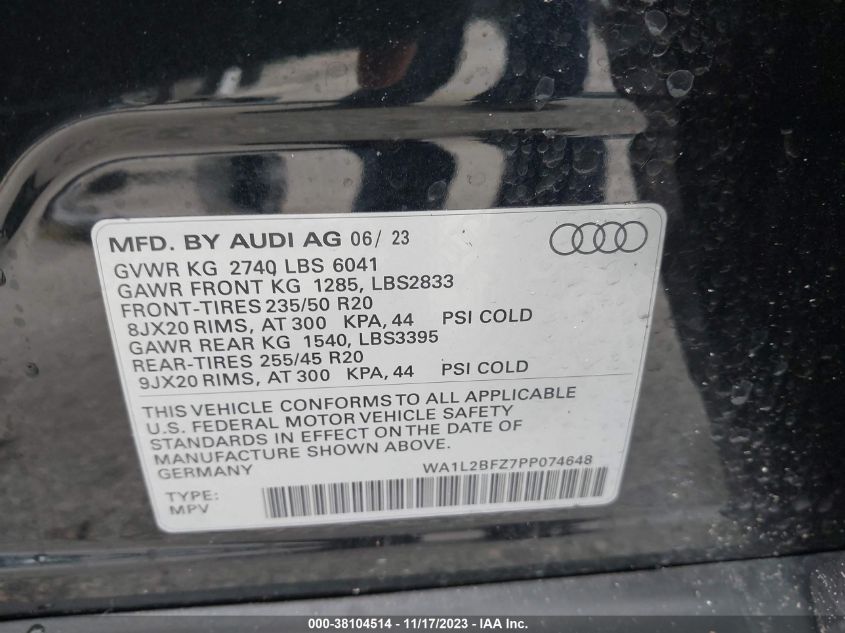 MFD. BY AUDI AG 06/ 23
GVWR KG 2740 LBS 6041
GAWR FRONT KG 1285, LBS2833
FRONT-TIRES 235/50 R20
8JX20 RIMS, AT 300 KPA, 44 PSI COLD
GAWR REAR KG 1540, LBS3395
REAR-TIRES 255/45 R20
9JX20 RIMS, AT 300 KPA, 44 PSI COLD
THIS VEHICLE CONFORMS TO ALL APPLICABLE
U.S. FEDERAL MOTOR VEHICLE SAFETY
STANDARDS IN EFFECT ON THE DATE OF
MANUFACTURE SHOWN ABOVE.
GERMANY WA1L2BFZ7PP074648
TYPE:
MPV
000-38104514 - 11/17/2023 - IAA Inc.